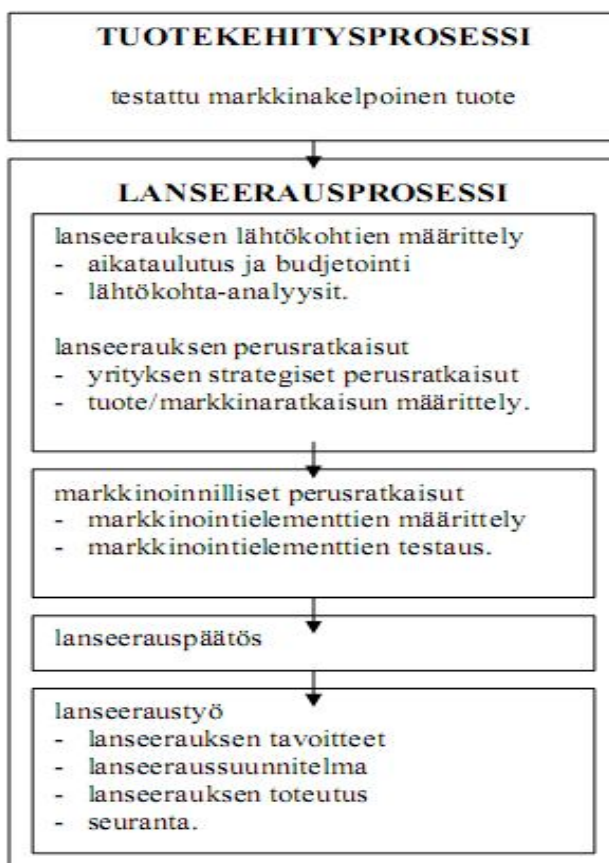 TUOTEKEHITYSPROSESSI
testattu markkinakelpoinen tuote
LANSEERAUSPROSESSI
lanseerauksen lähtökohtien määrittely
- aikataulutus ja budjetointi
- lähtökohta-analyysit.
lanseerauksen perusratkaisut
- yrityksen strategiset perusratkaisut
- tuote/markkinaratkaisun määrittely.
markkinoinnilliset perusratkaisut
- markkinointielementtien määrittely
- markkinointielementtien testaus.
lanseerauspäätös
lanseeraustyö
- lanseerauksen tavoitteet
- lanseeraussuunnitelma
- lanseerauksen toteutus
- seuranta.